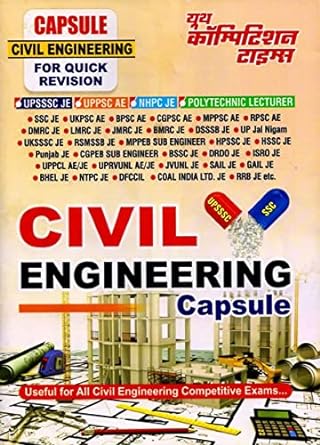 CAPSULE
CIVIL ENGINEERING
FOR QUICK
REVISION
यूथ
कॉम्पिटिशन
टाइम्स
UPSSSC JE UPPSC AE NHPC JE POLYTECHNIC LECTURER
• SSC JE • UKPSC AE • BPSC AE • CGPSC AE • MPPSC AE • RPSC AE
• DMRC JE • LMRC JE • JMRC JE • BMRC JE • DSSSB JE • UP Jal Nigam
• UKSSSC JE • RSMSSB JE • MPPEB SUB ENGINEER • HPSSC JE • HSSC JE
• Punjab JE • CGPEB SUB ENGINEER • BSSC JE • DRDO JE • ISRO JE
• UPPCL AE/JE • UPRVUNL AE/JE • JVUNL JE • SAIL JE • GAIL JE
• BHEL JE • NTPC JE • DFCCIL • COAL INDIA LTD. JE • RRB JE etc.
UPSSSC
SSC
CIVIL
ENGINEERING
Capsule
Useful for All Civil Engineering Competitive Exams...